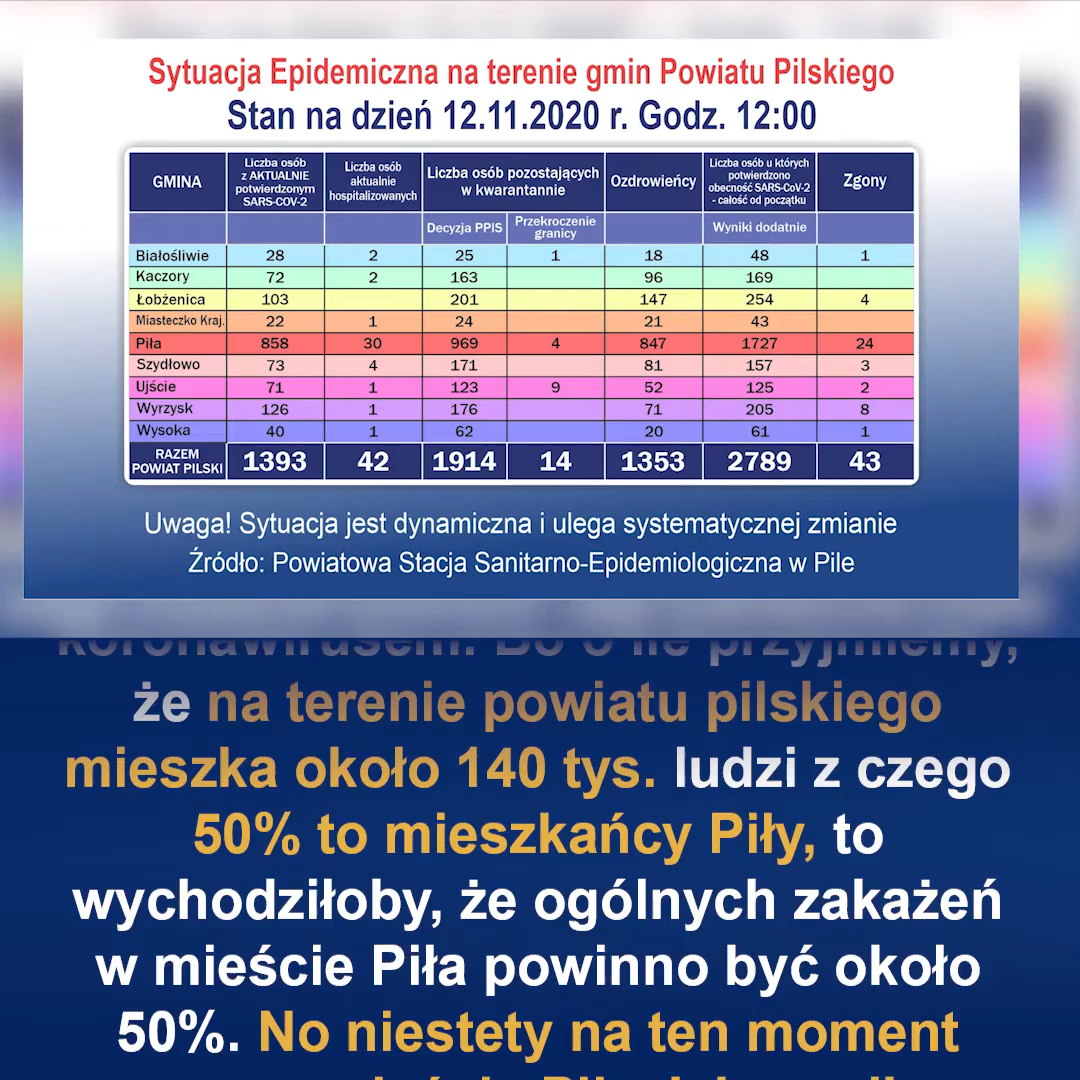 Sytuacja Epidemiczna na terenie gmin Powiatu Pilskiego
Stan na dzień 12.11.2020 r. Godz. 12:00
GMINA
Liczba osób z AKTUALNIE potwierdzonym SARS-COV-2
Liczba osób aktualnie hospitalizowanych
Liczba osób pozostających w kwarantannie
Ozdrowieńcy
Liczba osób u których potwierdzono obecność SARS-CoV-2 - całość od początku
Zgony
Decyzja PPIS Przekroczenie granicy Wyniki dodatnie
Białośliwie 28 2 25 1 18 48 1
Kaczory 72 2 163 96 169
Łobżenica 103 201 147 254 4
Miasteczko Kraj. 22 1 24 21 43
Piła 858 30 969 4 847 1727 24
Szydłowo 73 4 171 81 157 3
Ujście 71 1 123 9 52 125 2
Wyrzysk 126 1 176 71 205 8
Wysoka 40 1 62 20 61 1
RAZEM POWIAT PILSKI 1393 42 1914 14 1353 2789 43
Uwaga! Sytuacja jest dynamiczna i ulega systematycznej zmianie
Źródło: Powiatowa Stacja Sanitarno-Epidemiologiczna w Pile
koronawirusem. Bo o ile przyjmiemy,
że na terenie powiatu pilskiego
mieszka około 140 tys. ludzi z czego
50% to mieszkańcy Piły, to
wychodziłoby, że ogólnych zakażeń
w mieście Piła powinno być około
50%. No niestety na ten moment